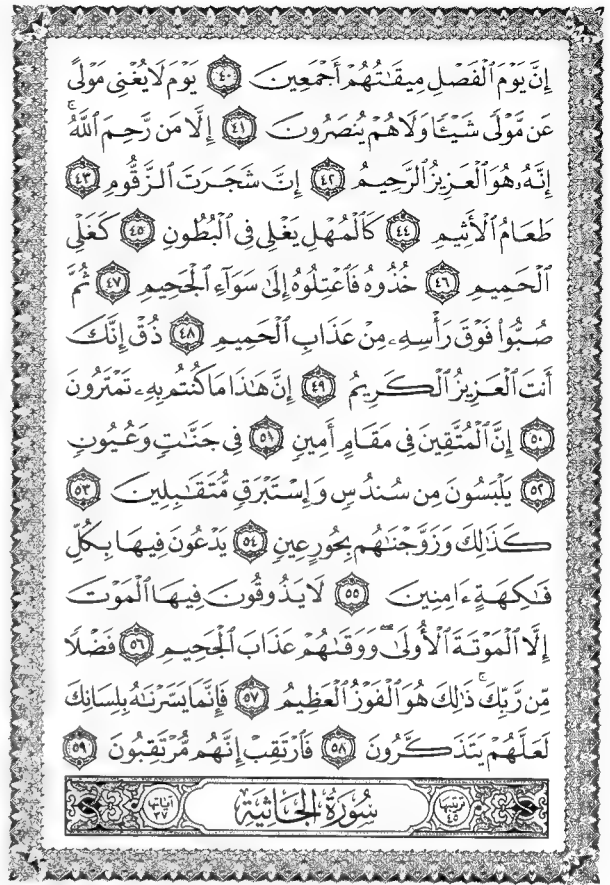 إِنَّ يَوْمَ ٱلْفَصْلِ مِيقَٰتُهُمْ أَجْمَعِينَ ٤٠ يَوْمَ لَا يُغْنِى مَوْلًى
عَن مَّوْلًى شَيْـًٔا وَلَا هُمْ يُنصَرُونَ ٤١ إِلَّا مَن رَّحِمَ ٱللَّهُ ۚ
إِنَّهُۥ هُوَ ٱلْعَزِيزُ ٱلرَّحِيمُ ٤٢ إِنَّ شَجَرَتَ ٱلزَّقُّومِ ٤٣
طَعَامُ ٱلْأَثِيمِ ٤٤ كَٱلْمُهْلِ يَغْلِى فِى ٱلْبُطُونِ ٤٥ كَغَلْىِ
ٱلْحَمِيمِ ٤٦ خُذُوهُ فَٱعْتِلُوهُ إِلَىٰ سَوَآءِ ٱلْجَحِيمِ ٤٧ ثُمَّ
صُبُّوا۟ فَوْقَ رَأْسِهِۦ مِنْ عَذَابِ ٱلْحَمِيمِ ٤٨ ذُقْ إِنَّكَ
أَنتَ ٱلْعَزِيزُ ٱلْكَرِيمُ ٤٩ إِنَّ هَٰذَا مَا كُنتُم بِهِۦ تَمْتَرُونَ
٥٠ إِنَّ ٱلْمُتَّقِينَ فِى مَقَامٍ أَمِينٍ ٥١ فِى جَنَّٰتٍ وَعُيُونٍ
٥٢ يَلْبَسُونَ مِن سُندُسٍ وَإِسْتَبْرَقٍ مُّتَقَٰبِلِينَ ٥٣
كَذَٰلِكَ وَزَوَّجْنَٰهُم بِحُورٍ عِينٍ ٥٤ يَدْعُونَ فِيهَا بِكُلِّ
فَٰكِهَةٍ ءَامِنِينَ ٥٥ لَا يَذُوقُونَ فِيهَا ٱلْمَوْتَ
إِلَّا ٱلْمَوْتَةَ ٱلْأُولَىٰ ۖ وَوَقَىٰهُمْ عَذَابَ ٱلْجَحِيمِ ٥٦ فَضْلًا
مِّن رَّبِّكَ ۚ ذَٰلِكَ هُوَ ٱلْفَوْزُ ٱلْعَظِيمُ ٥٧ فَإِنَّمَا يَسَّرْنَٰهُ بِلِسَانِكَ
لَعَلَّهُمْ يَتَذَكَّرُونَ ٥٨ فَٱرْتَقِبْ إِنَّهُم مُّرْتَقِبُونَ ٥٩
ترتيبها ٤٥ سُورَةُ الجَاثِيَةِ آياتها ٣٧